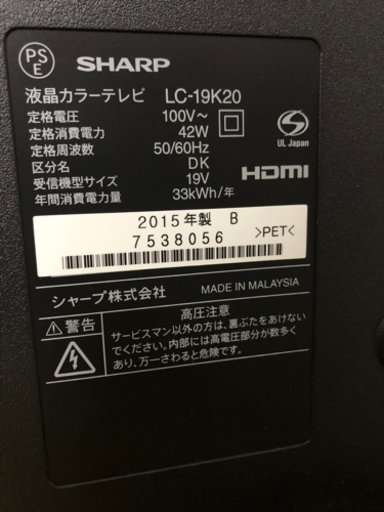 PS
E
SHARP
液晶カラーテレビ LC-19K20
定格電圧 100V~
定格消費電力 42W
定格周波数 50/60Hz
区分名 DK
受信機型サイズ 19V
年間消費電力量 33kWh/年
S
UL Japan
HDMI
2015年製 B
7538056
>PET<
シャープ株式会社 MADE IN MALAYSIA
⚠警告
高圧注意
サービスマン以外の方は、裏ぶたをあけない
でください。内部には高電圧部分が数多く
あり、万一さわると危険です。